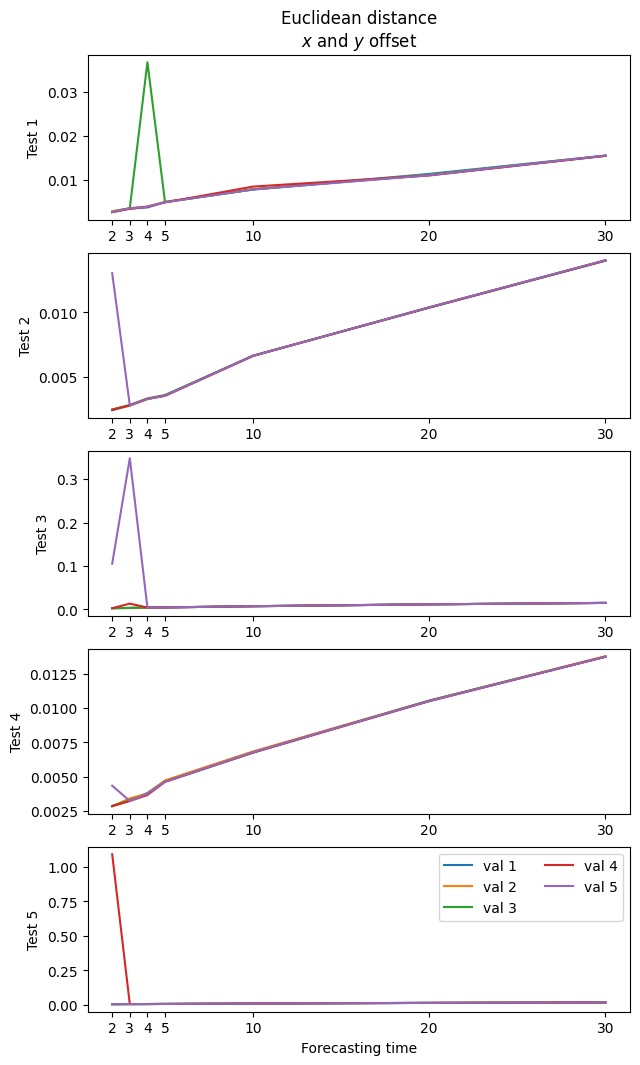 Euclidean distance
x and y offset
Test 1
0.03
0.02
0.01
2 3 4 5 10 20 30
Test 2
0.010
0.005
2 3 4 5 10 20 30
Test 3
0.3
0.2
0.1
0.0
2 3 4 5 10 20 30
Test 4
0.0125
0.0100
0.0075
0.0050
0.0025
2 3 4 5 10 20 30
Test 5
1.00
0.75
0.50
0.25
0.00
val 1 val 4
val 2 val 5
val 3
2 3 4 5 10 20 30
Forecasting time